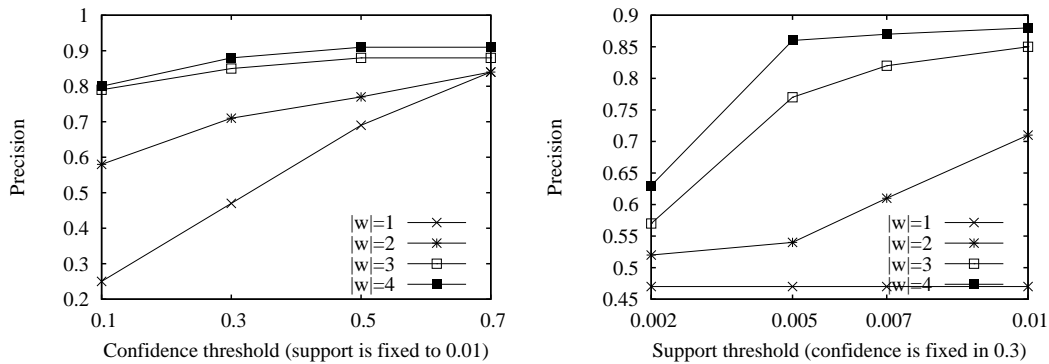 1
0.9
0.8
0.7
0.6
0.5
0.4
0.3
0.2
Precision
|w|=1
|w|=2
|w|=3
|w|=4
0.1 0.3 0.5 0.7
Confidence threshold (support is fixed to 0.01)
0.9
0.85
0.8
0.75
0.7
0.65
0.6
0.55
0.5
0.45
Precision
|w|=1
|w|=2
|w|=3
|w|=4
0.002 0.005 0.007 0.01
Support threshold (confidence is fixed in 0.3)